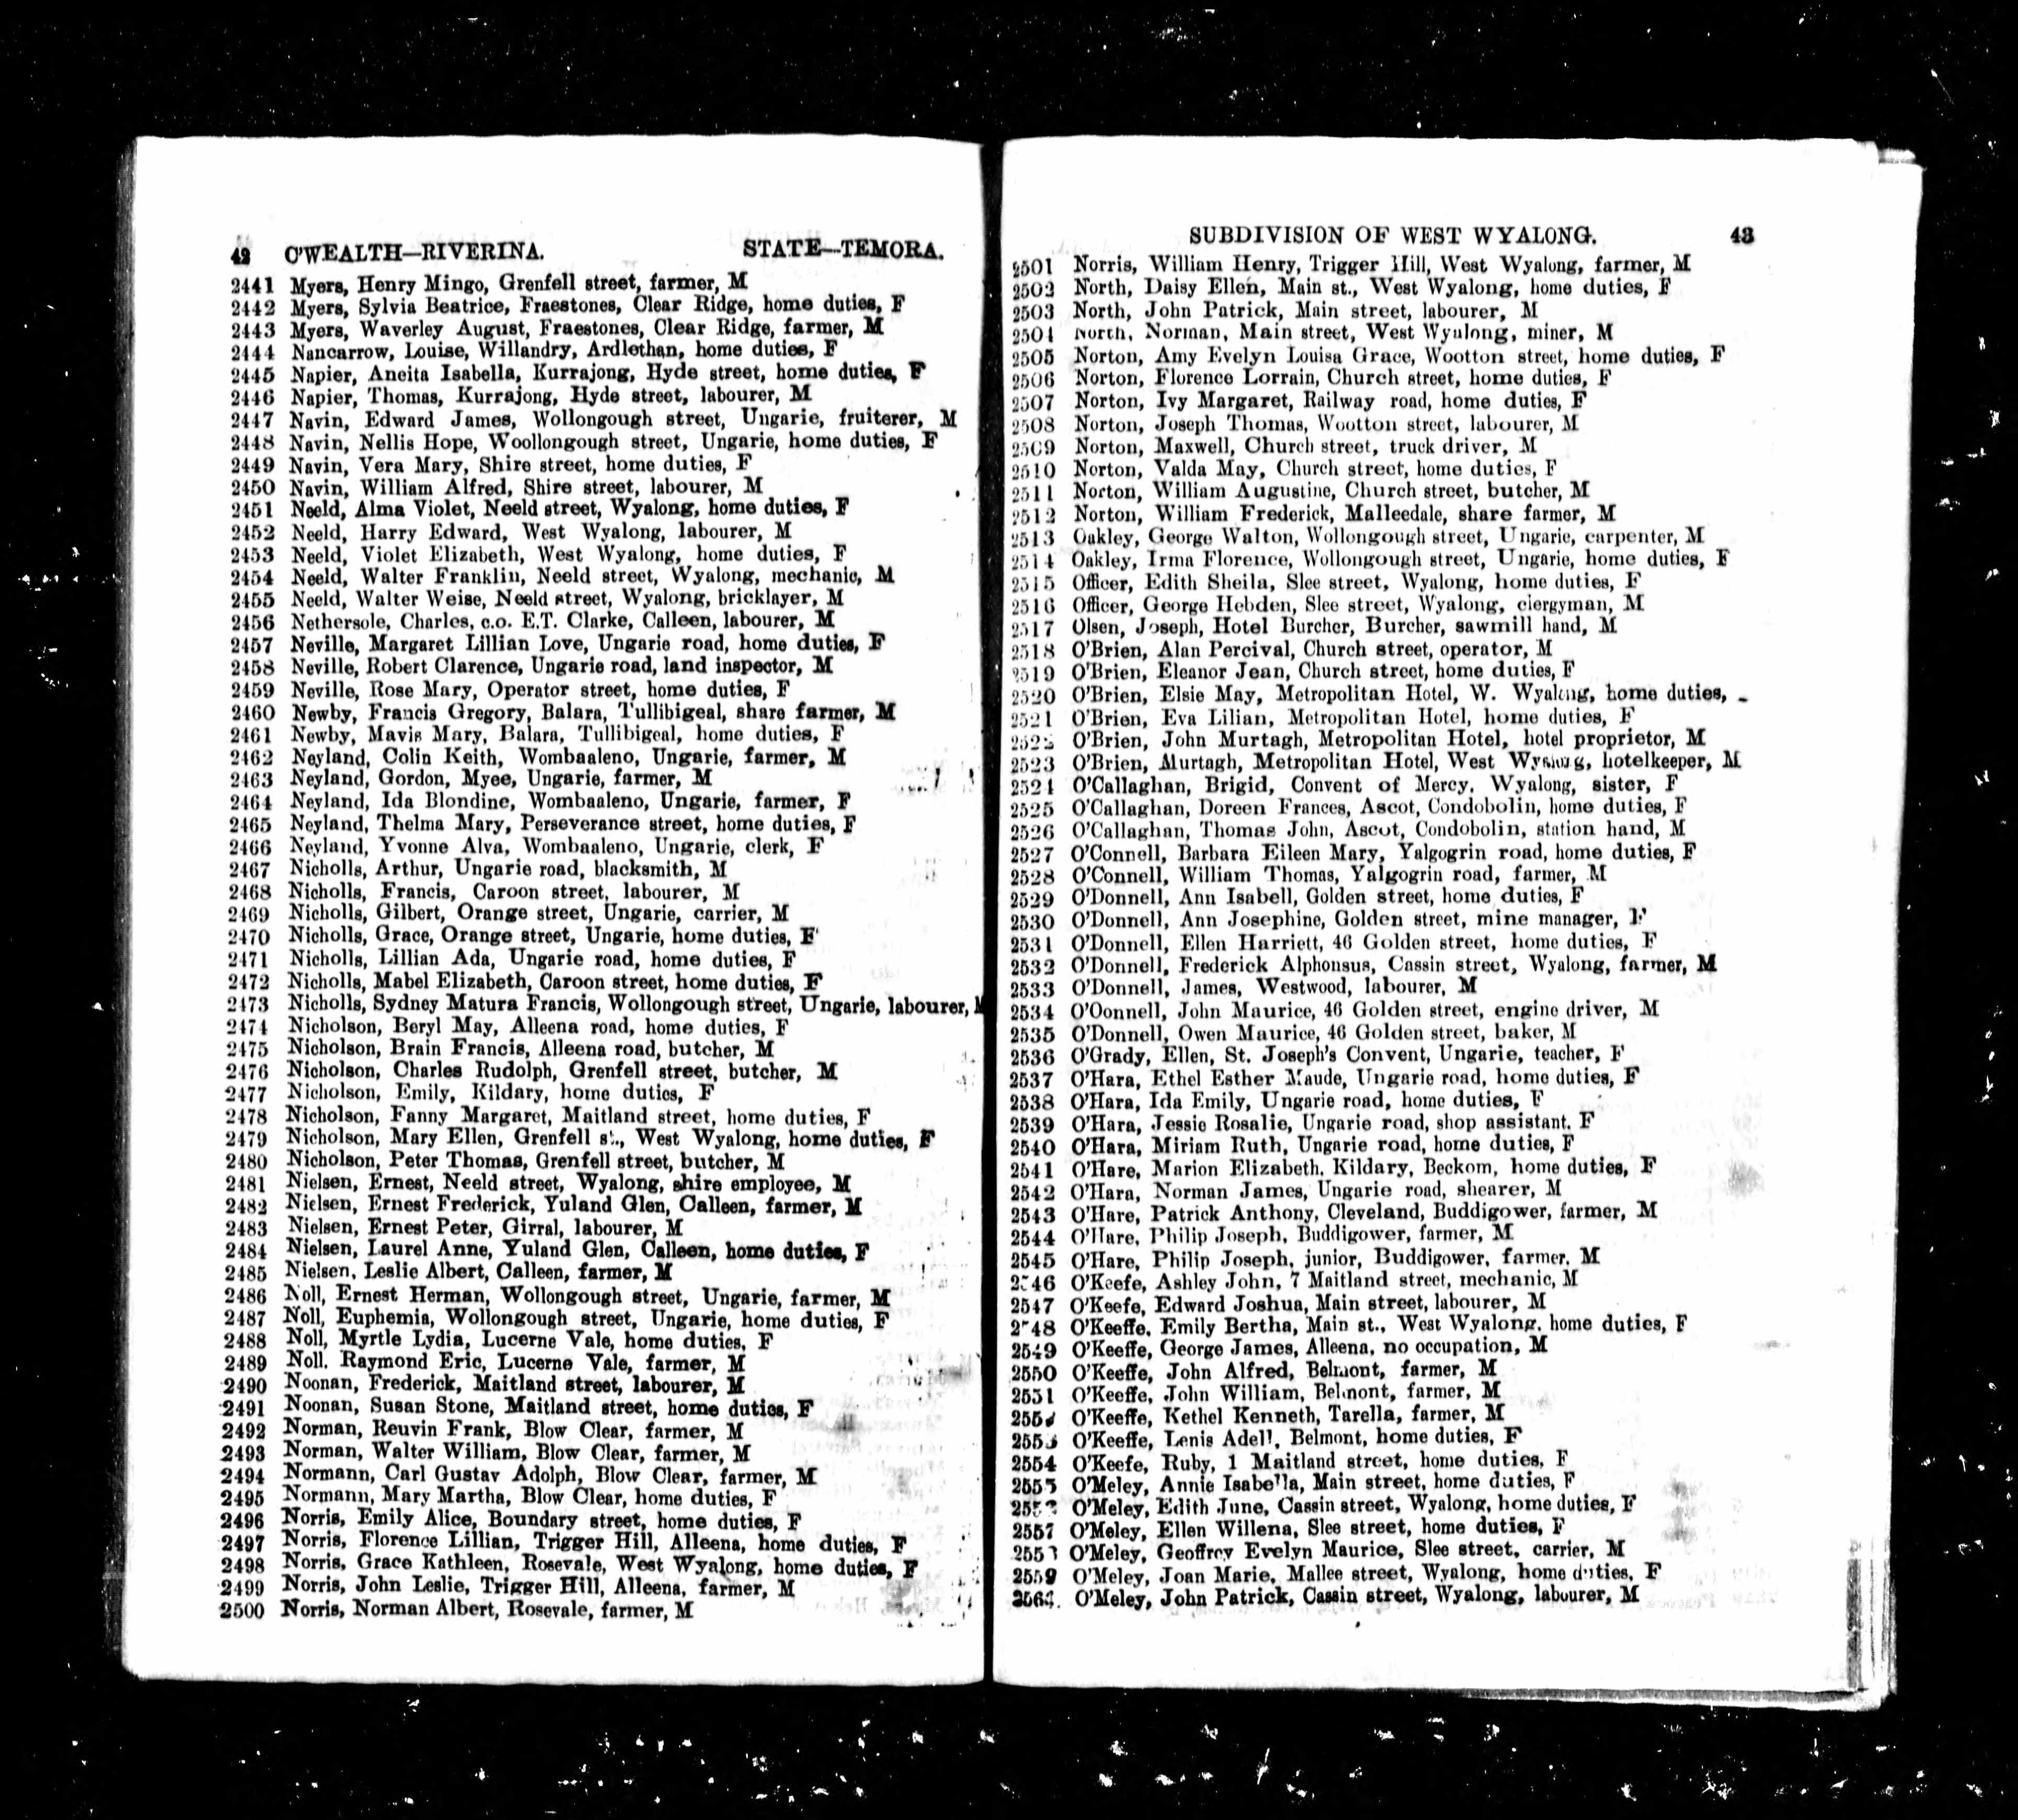 42 C'WEALTH—RIVERINA. STATE—TEMORA.
2441 Myers, Henry Mingo, Grenfell street, farmer, M
2442 Myers, Sylvia Beatrice, Fraestones, Clear Ridge, home duties, F
2443 Myers, Waverley August, Fraestones, Clear Ridge, farmer, M
2444 Nancarrow, Louise, Willandry, Ardlethan, home duties, F
2445 Napier, Aneita Isabella, Kurrajong, Hyde street, home duties, F
2446 Napier, Thomas, Kurrajong, Hyde street, labourer, M
2447 Navin, Edward James, Wollongough street, Ungarie, fruiterer, M
2448 Navin, Nellis Hope, Woollongough street, Ungarie, home duties, F
2449 Navin, Vera Mary, Shire street, home duties, F
2450 Navin, William Alfred, Shire street, labourer, M
2451 Neeld, Alma Violet, Neeld street, Wyalong, home duties, F
2452 Neeld, Harry Edward, West Wyalong, labourer, M
2453 Neeld, Violet Elizabeth, West Wyalong, home duties, F
2454 Neeld, Walter Franklin, Neeld street, Wyalong, mechanic, M
2455 Neeld, Walter Weise, Neeld street, Wyalong, bricklayer, M
2456 Nethersole, Charles, c.o. E.T. Clarke, Calleen, labourer, M
2457 Neville, Margaret Lillian Love, Ungarie road, home duties, F
2458 Neville, Robert Clarence, Ungarie road, land inspector, M
2459 Neville, Rose Mary, Operator street, home duties, F
2460 Newby, Francis Gregory, Balara, Tullibigeal, share farmer, M
2461 Newby, Mavis Mary, Balara, Tullibigeal, home duties, F
2462 Neyland, Colin Keith, Wombaaleno, Ungarie, farmer, M
2463 Neyland, Gordon, Myee, Ungarie, farmer, M
2464 Neyland, Ida Blondine, Wombaaleno, Ungarie, farmer, F
2465 Neyland, Thelma Mary, Perseverance street, home duties, F
2466 Neyland, Yvonne Alva, Wombaaleno, Ungarie, clerk, F
2467 Nicholls, Arthur, Ungarie road, blacksmith, M
2468 Nicholls, Francis, Caroon street, labourer, M
2469 Nicholls, Gilbert, Orange street, Ungarie, carrier, M
2470 Nicholls, Grace, Orange street, Ungarie, home duties, F
2471 Nicholls, Lillian Ada, Ungarie road, home duties, F
2472 Nicholls, Mabel Elizabeth, Caroon street, home duties, F
2473 Nicholls, Sydney Matura Francis, Wollongough street, Ungarie, labourer, M
2474 Nicholson, Beryl May, Alleena road, home duties, F
2475 Nicholson, Brain Francis, Alleena road, butcher, M
2476 Nicholson, Charles Rudolph, Grenfell street, butcher, M
2477 Nicholson, Emily, Kildary, home duties, F
2478 Nicholson, Fanny Margaret, Maitland street, home duties, F
2479 Nicholson, Mary Ellen, Grenfell st., West Wyalong, home duties, F
2480 Nicholson, Peter Thomas, Grenfell street, butcher, M
2481 Nielsen, Ernest, Neeld street, Wyalong, shire employee, M
2482 Nielsen, Ernest Frederick, Yuland Glen, Calleen, farmer, M
2483 Nielsen, Ernest Peter, Girral, labourer, M
2484 Nielsen, Laurel Anne, Yuland Glen, Calleen, home duties, F
2485 Nielsen, Leslie Albert, Calleen, farmer, M
2486 Noll, Ernest Herman, Wollongough street, Ungarie, farmer, M
2487 Noll, Euphemia, Wollongough street, Ungarie, home duties, F
2488 Noll, Myrtle Lydia, Lucerne Vale, home duties, F
2489 Noll. Raymond Eric, Lucerne Vale, farmer, M
2490 Noonan, Frederick, Maitland street, labourer, M
2491 Noonan, Susan Stone, Maitland street, home duties, F
2492 Norman, Reuvin Frank, Blow Clear, farmer, M
2493 Norman, Walter William, Blow Clear, farmer, M
2494 Normann, Carl Gustav Adolph, Blow Clear, farmer, M
2495 Normann, Mary Martha, Blow Clear, home duties, F
2496 Norris, Emily Alice, Boundary street, home duties, F
2497 Norris, Florence Lillian, Trigger Hill, Alleena, home duties, F
2498 Norris, Grace Kathleen, Rosevale, West Wyalong, home duties, F
2499 Norris, John Leslie, Trigger Hill, Alleena, farmer, M
2500 Norris, Norman Albert, Rosevale, farmer, M
SUBDIVISION OF WEST WYALONG. 43
2501 Norris, William Henry, Trigger Hill, West Wyalong, farmer, M
2502 North, Daisy Ellen, Main st., West Wyalong, home duties, F
2503 North, John Patrick, Main street, labourer, M
2504 North, Norman, Main street, West Wyalong, miner, M
2505 Norton, Amy Evelyn Louisa Grace, Wootton street, home duties, F
2506 Norton, Florence Lorrain, Church street, home duties, F
2507 Norton, Ivy Margaret, Railway road, home duties, F
2508 Norton, Joseph Thomas, Wootton street, labourer, M
2509 Norton, Maxwell, Church street, truck driver, M
2510 Norton, Valda May, Church street, home duties, F
2511 Norton, William Augustine, Church street, butcher, M
2512 Norton, William Frederick, Malleedale, share farmer, M
2513 Oakley, George Walton, Wollongough street, Ungarie, carpenter, M
2514 Oakley, Irma Florence, Wollongough street, Ungarie, home duties, F
2515 Officer, Edith Sheila, Slee street, Wyalong, home duties, F
2516 Officer, George Hebden, Slee street, Wyalong, clergyman, M
2517 Olsen, Joseph, Hotel Burcher, Burcher, sawmill hand, M
2518 O'Brien, Alan Percival, Church street, operator, M
2519 O'Brien, Eleanor Jean, Church street, home duties, F
2520 O'Brien, Elsie May, Metropolitan Hotel, W. Wyalong, home duties,
2521 O'Brien, Eva Lilian, Metropolitan Hotel, home duties, F
2522 O'Brien, John Murtagh, Metropolitan Hotel, hotel proprietor, M
2523 O'Brien, Murtagh, Metropolitan Hotel, West Wyalong, hotelkeeper, M
2524 O'Callaghan, Brigid, Convent of Mercy, Wyalong, sister, F
2525 O'Callaghan, Doreen Frances, Ascot, Condobolin, home duties, F
2526 O'Callaghan, Thomas John, Ascot, Condobolin, station hand, M
2527 O'Connell, Barbara Eileen Mary, Yalgogrin road, home duties, F
2528 O'Connell, William Thomas, Yalgogrin road, farmer, M
2529 O'Donnell, Ann Isabell, Golden street, home duties, F
2530 O'Donnell, Ann Josephine, Golden street, mine manager, F
2531 O'Donnell, Ellen Harriett, 46 Golden street, home duties, F
2532 O'Donnell, Frederick Alphonsus, Cassin street, Wyalong, farmer, M
2533 O'Donnell, James, Westwood, labourer, M
2534 O'Oonnell, John Maurice, 46 Golden street, engine driver, M
2535 O'Donnell, Owen Maurice, 46 Golden street, baker, M
2536 O'Grady, Ellen, St. Joseph's Convent, Ungarie, teacher, F
2537 O'Hara, Ethel Esther Maude, Ungarie road, home duties, F
2538 O'Hara, Ida Emily, Ungarie road, home duties, F
2539 O'Hara, Jessie Rosalie, Ungarie road, shop assistant. F
2540 O'Hara, Miriam Ruth, Ungarie road, home duties, F
2541 O'Hare, Marion Elizabeth, Kildary, Beckom, home duties, F
2542 O'Hara, Norman James, Ungarie road, shearer, M
2543 O'Hare, Patrick Anthony, Cleveland, Buddigower, farmer, M
2544 O'Hare, Philip Joseph, Buddigower, farmer, M
2545 O'Hare, Philip Joseph, junior, Buddigower, farmer, M
2546 O'Keefe, Ashley John, 7 Maitland street, mechanic, M
2547 O'Keefe, Edward Joshua, Main street, labourer, M
2548 O'Keeffe, Emily Bertha, Main st., West Wyalong, home duties, F
2549 O'Keeffe, George James, Alleena, no occupation, M
2550 O'Keeffe, John Alfred, Belmont, farmer, M
2551 O'Keeffe, John William, Belmont, farmer, M
2552 O'Keeffe, Kethel Kenneth, Tarella, farmer, M
2553 O'Keeffe, Lenis Adell, Belmont, home duties, F
2554 O'Keefe, Ruby, 1 Maitland street, home duties, F
2555 O'Meley, Annie Isabella, Main street, home duties, F
2556 O'Meley, Edith June, Cassin street, Wyalong, home duties, F
2557 O'Meley, Ellen Willena, Slee street, home duties, F
2558 O'Meley, Geoffrey Evelyn Maurice, Slee street, carrier, M
2559 O'Meley, Joan Marie, Mallee street, Wyalong, home duties, F
2560. O'Meley, John Patrick, Cassin street, Wyalong, labourer, M